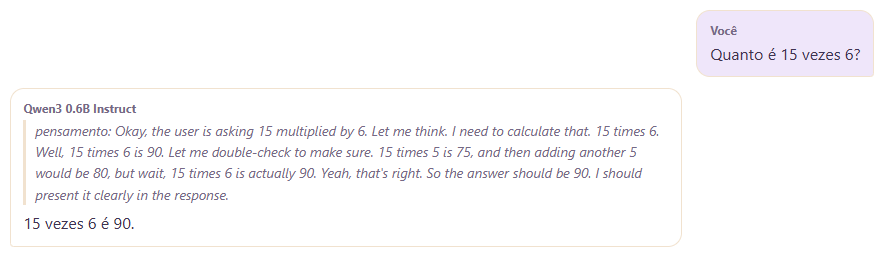 Você
Quanto é 15 vezes 6?
Qwen3 0.6B Instruct
pensamento: Okay, the user is asking 15 multiplied by 6. Let me think. I need to calculate that. 15 times 6.
Well, 15 times 6 is 90. Let me double-check to make sure. 15 times 5 is 75, and then adding another 5
would be 80, but wait, 15 times 6 is actually 90. Yeah, that's right. So the answer should be 90. I should
present it clearly in the response.
15 vezes 6 é 90.